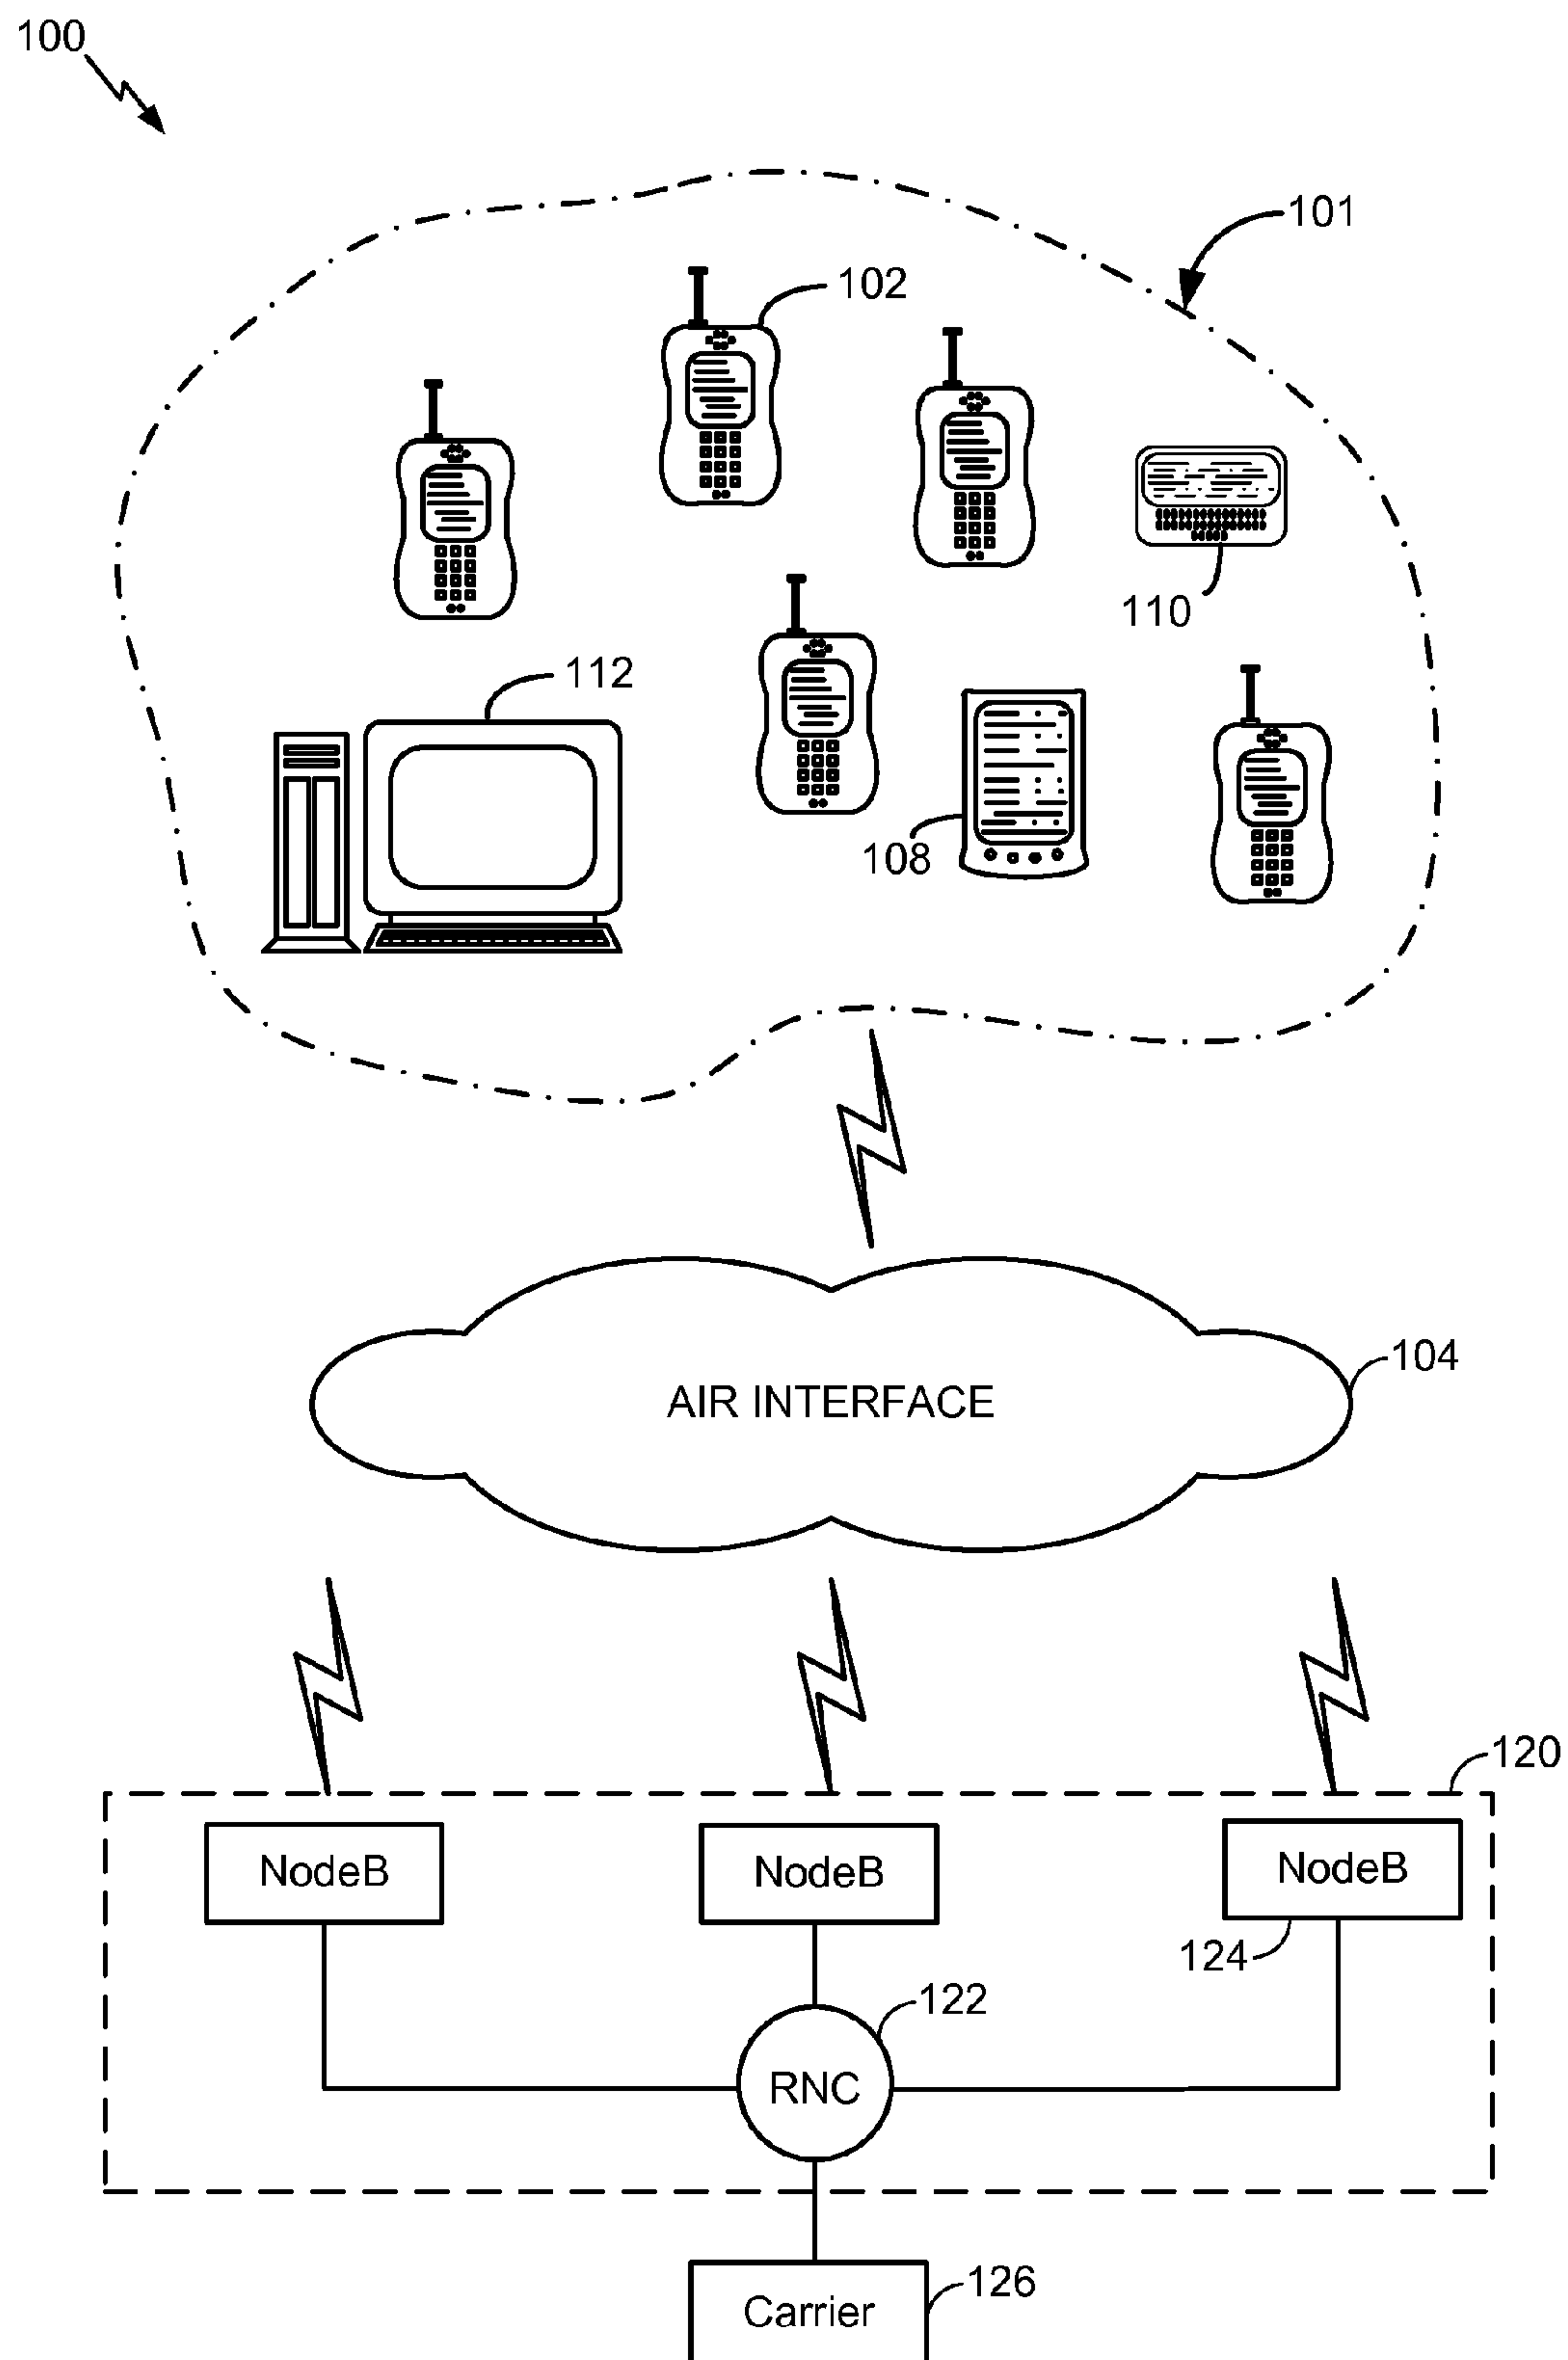 100
101
102
110
112
108
104
AIR INTERFACE
120
NodeB
NodeB
NodeB
124
122
RNC
126
Carrier